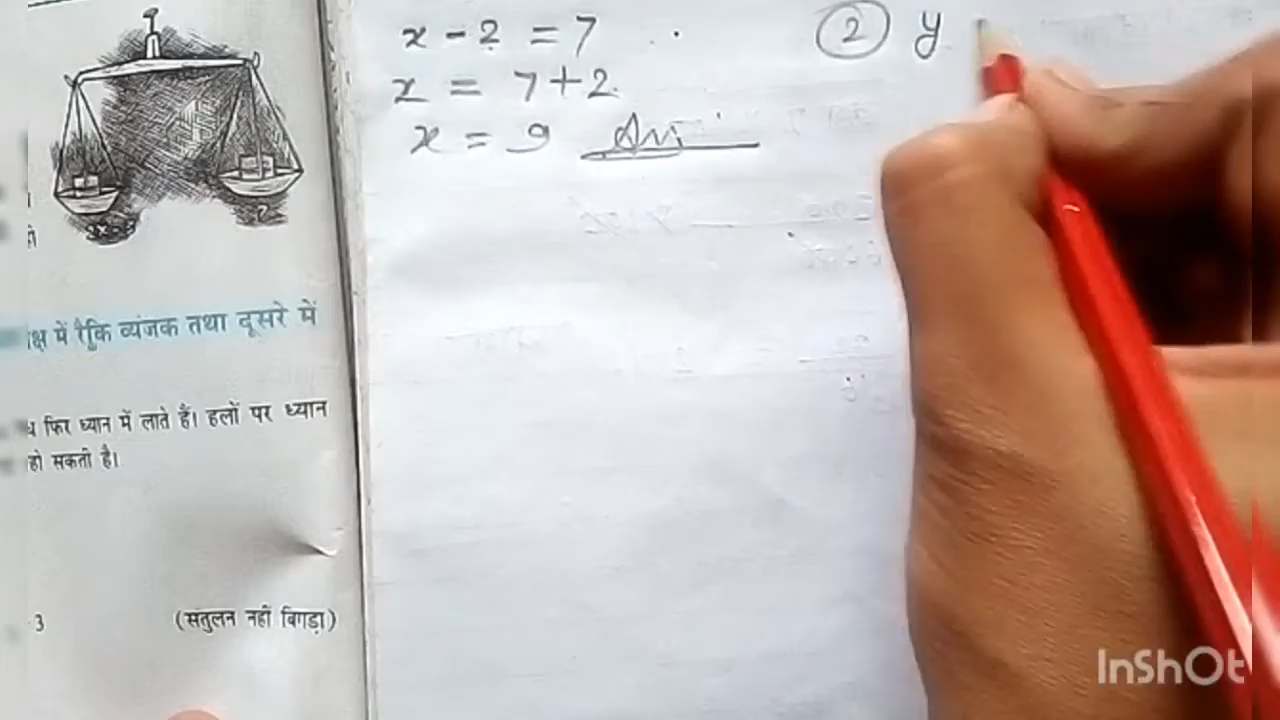 x - 2 = 7
x = 7 + 2
x = 9 Ans
② y
?
में रैखिक व्यंजक तथा दूसरे में
फिर ध्यान में लाते हैं। हलों पर ध्यान
हो सकती है।
3 (संतुलन नहीं बिगड़ा)
InShOt